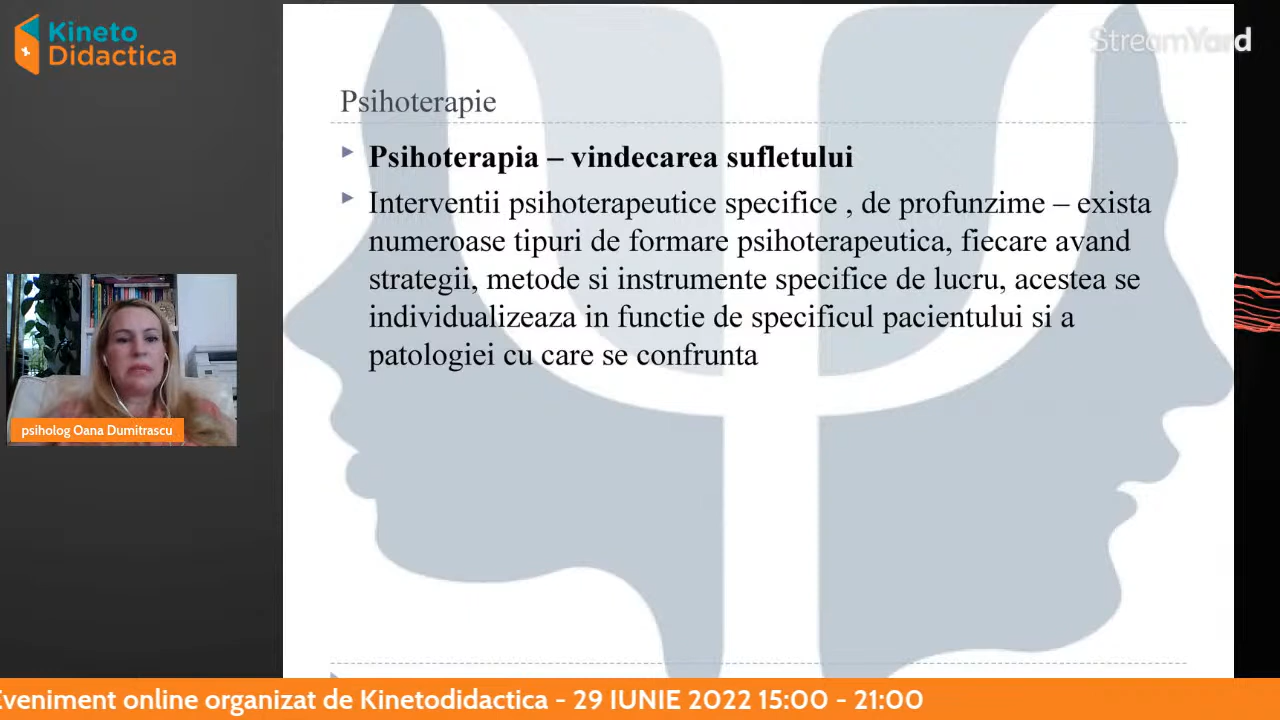 Kineto
Didactica
StreamYard
Psihoterapie
Psihoterapia – vindecarea sufletului
Interventii psihoterapeutice specifice , de profunzime – exista
numeroase tipuri de formare psihoterapeutica, fiecare avand
strategii, metode si instrumente specifice de lucru, acestea se
individualizeaza in functie de specificul pacientului si a
patologiei cu care se confrunta
psiholog Oana Dumitrascu
Eveniment online organizat de Kinetodidactica - 29 IUNIE 2022 15:00 - 21:00